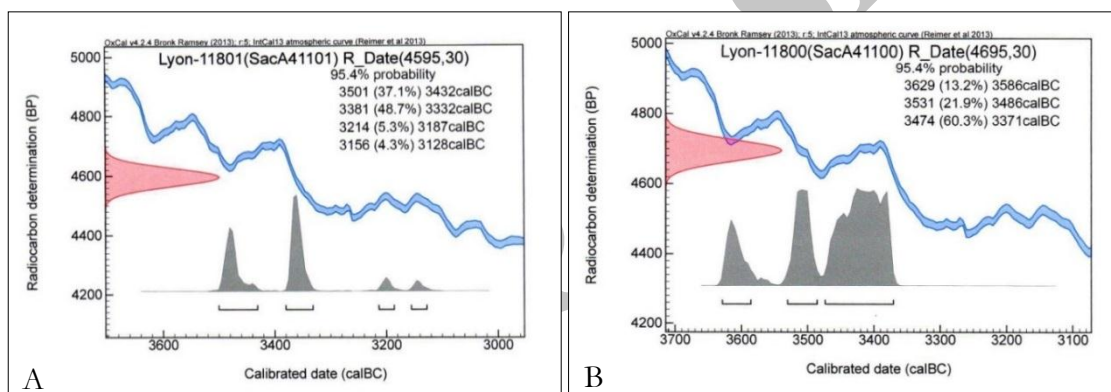 OxCal v4.2.4 Bronk Ramsey (2013); r:5; IntCal13 atmospheric curve (Reimer et al 2013)
Lyon-11801(SacA41101) R_Date(4595,30)
95.4% probability
3501 (37.1%) 3432calBC
3381 (48.7%) 3332calBC
3214 (5.3%) 3187calBC
3156 (4.3%) 3128calBC
Radiocarbon determination (BP)
5000
4800
4600
4400
4200
3600
3400
3200
3000
Calibrated date (calBC)
A
OxCal v4.2.4 Bronk Ramsey (2013); r:5; IntCal13 atmospheric curve (Reimer et al 2013)
Lyon-11800(SacA41100) R_Date(4695,30)
95.4% probability
3629 (13.2%) 3586calBC
3531 (21.9%) 3486calBC
3474 (60.3%) 3371calBC
Radiocarbon determination (BP)
5000
4800
4600
4400
4200
3700
3600
3500
3400
3300
3200
3100
Calibrated date (calBC)
B